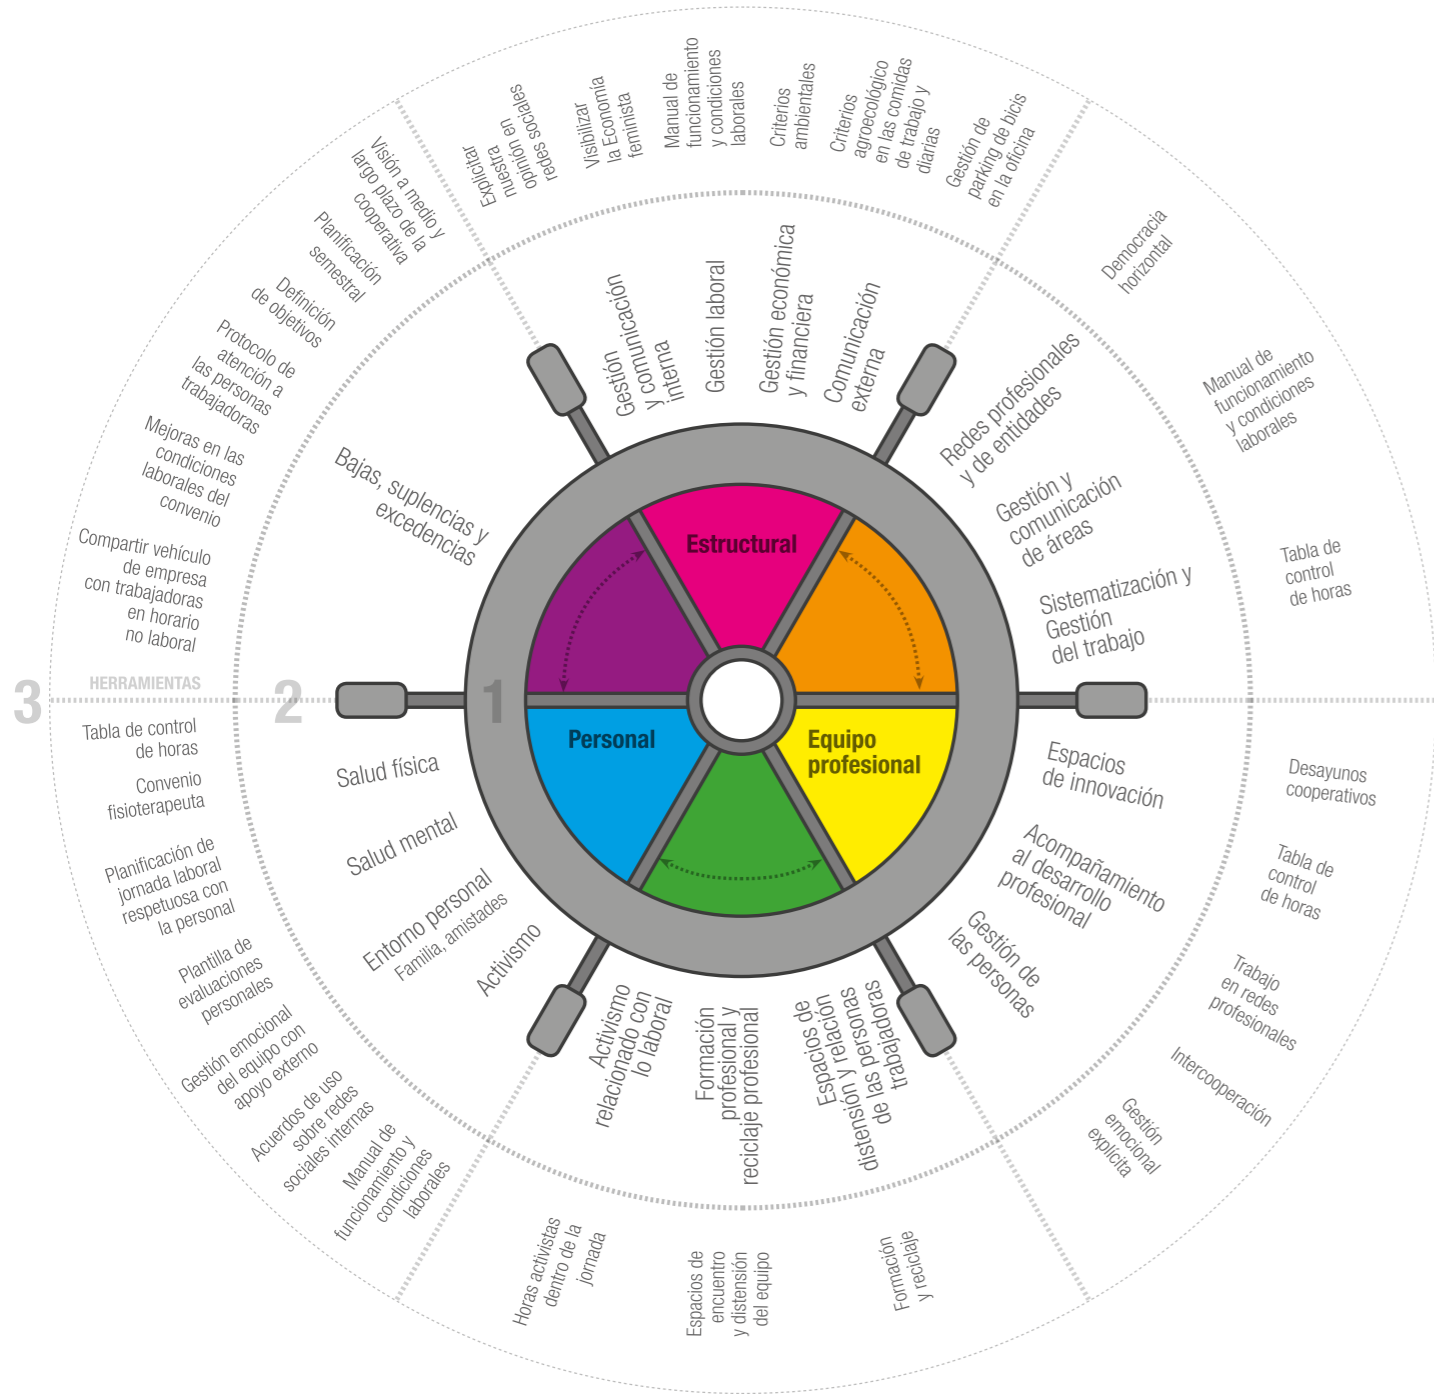 Explicitar
nuestra
opinión en
redes sociales
Visibilizar
la Economía
feminista
Manual de
funcionamiento
y condiciones
laborales
Criterios
ambientales
Criterios
agroecológico
en las comidas
de trabajo y
diarias
Gestión de
parking de bicis
en la oficina
Democracia
horizontal
Manual de
funcionamiento
y condiciones
laborales
Tabla de
control
de horas
Desayunos
cooperativos
Tabla de
control
de horas
Trabajo
en redes
profesionales
Intercooperación
Gestión
emocional
explícita
Formación
y reciclaje
Espacios de
encuentro
y distensión
del equipo
Horas activistas
dentro de la
jornada
Visión a medio y
largo plazo de la
cooperativa
Planificación
semestral
Definición
de objetivos
Protocolo de
atención a
las personas
trabajadoras
Mejoras en las
condiciones
laborales del
convenio
Compartir vehículo
de empresa
con trabajadoras
en horario
no laboral
3
HERRAMIENTAS
2
1
Tabla de control
de horas
Convenio
fisioterapeuta
Planificación de
jornada laboral
respetuosa con
la personal
Plantilla de
evaluaciones
personales
Gestión emocional
del equipo con
apoyo externo
Acuerdos de uso
sobre redes
sociales internas
Manual de
funcionamiento y
condiciones
laborales
Gestión
y comunicación
interna
Gestión laboral
Gestión económica
y financiera
Comunicación
externa
Redes profesionales
y de entidades
Gestión y
comunicación
de áreas
Sistematización y
Gestión
del trabajo
Espacios
de innovación
Acompañamiento
al desarrollo
profesional
Gestión de
las personas
Espacios de
distensión y relación
de las personas
trabajadoras
Formación
profesional y
reciclaje profesional
Activismo
relacionado con
lo laboral
Bajas, suplencias y
excedencias
Salud física
Salud mental
Entorno personal
Familia, amistades
Activismo
Estructural
Personal
Equipo
profesional